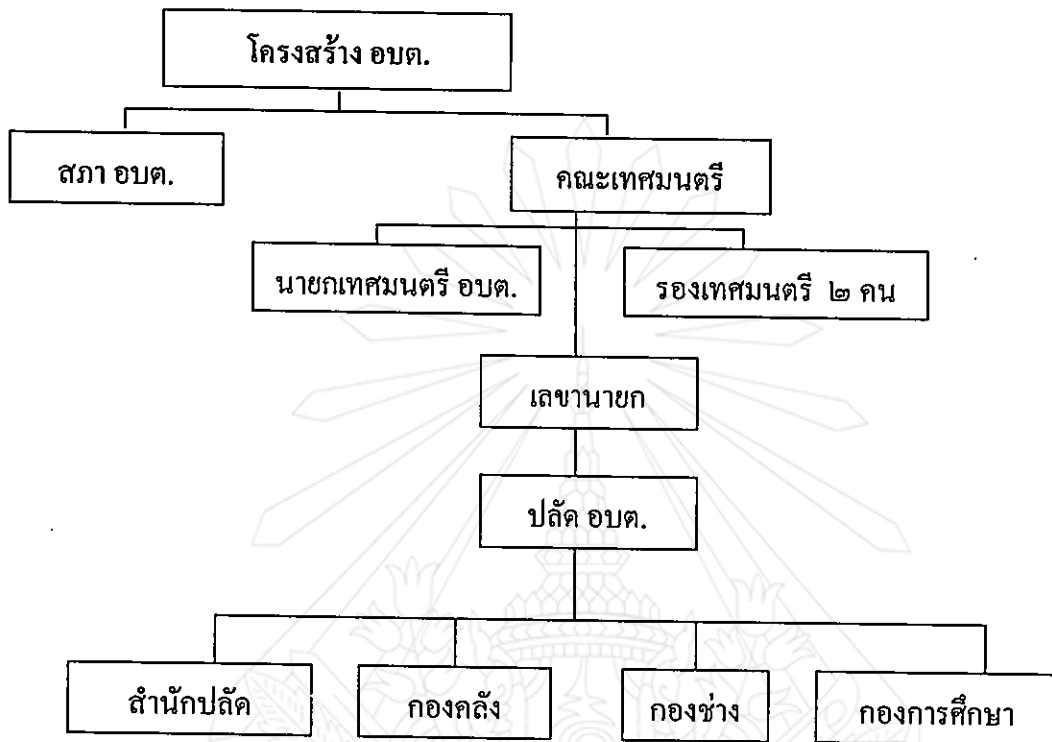 โครงสร้าง อบต.
สภา อบต.
คณะเทศมนตรี
นายกเทศมนตรี อบต.
รองเทศมนตรี ๒ คน
เลขานายก
ปลัด อบต.
สำนักปลัด
กองคลัง
กองช่าง
กองการศึกษา